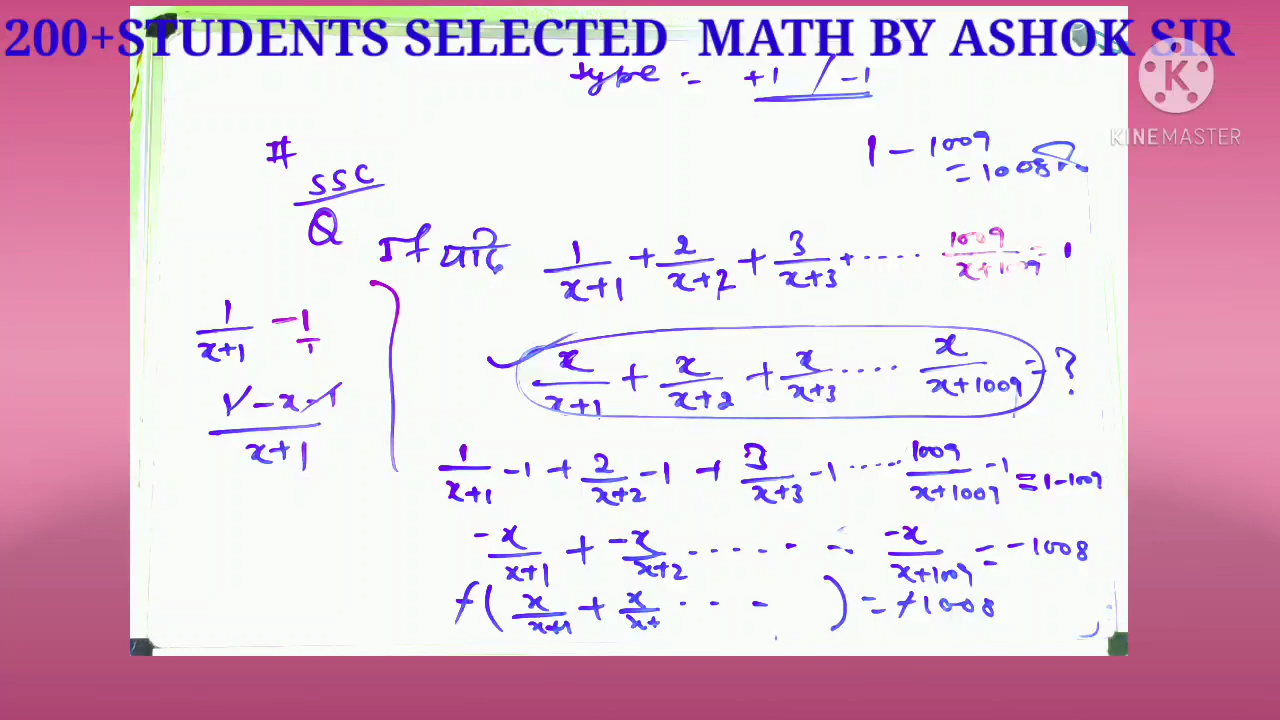 200+STUDENTS SELECTED MATH BY ASHOK SIR
type = +1 / -1
K
KINEMASTER
1 - 1009
= 1008
#
SSC
Q
If यदि 1/(x+1) + 2/(x+2) + 3/(x+3) + ...... 1009/(x+1009) = 1
1/(x+1) - 1/1
x/(x+1) + x/(x+2) + x/(x+3) ..... x/(x+1009) = ?
(1 - x - 1)/(x+1)
1/(x+1) - 1 + 2/(x+2) - 1 + 3/(x+3) - 1 ..... 1009/(x+1009) - 1 = 1-1009
-x/(x+1) + -x/(x+2) ...... -x/(x+1009) = -1008
-(x/(x+1) + x/(x+ ... ) = -1008